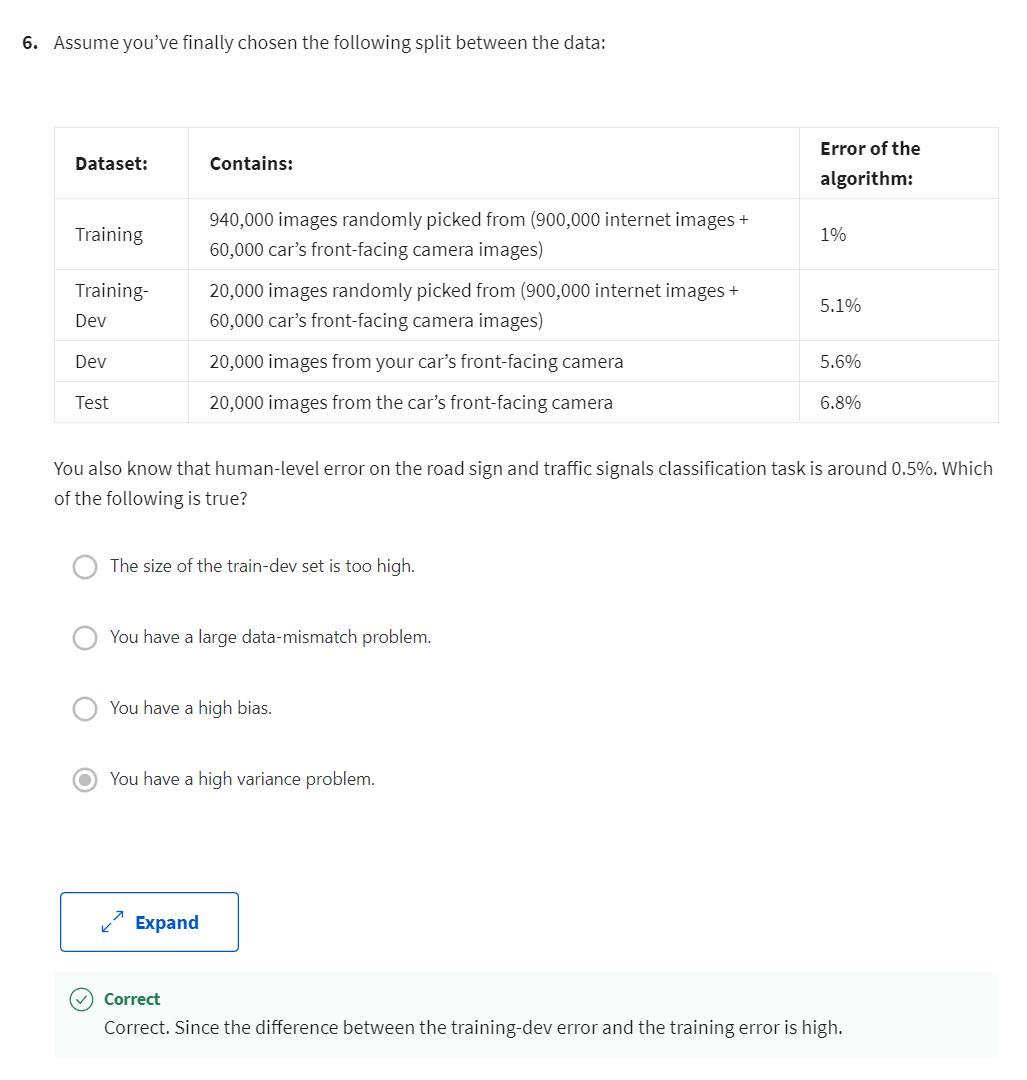 6. Assume you’ve finally chosen the following split between the data:
Dataset: Contains: Error of the
algorithm:
Training 940,000 images randomly picked from (900,000 internet images +
60,000 car’s front-facing camera images) 1%
Training-
Dev 20,000 images randomly picked from (900,000 internet images +
60,000 car’s front-facing camera images) 5.1%
Dev 20,000 images from your car’s front-facing camera 5.6%
Test 20,000 images from the car’s front-facing camera 6.8%
You also know that human-level error on the road sign and traffic signals classification task is around 0.5%. Which
of the following is true?
The size of the train-dev set is too high.
You have a large data-mismatch problem.
You have a high bias.
You have a high variance problem.
Expand
Correct
Correct. Since the difference between the training-dev error and the training error is high.